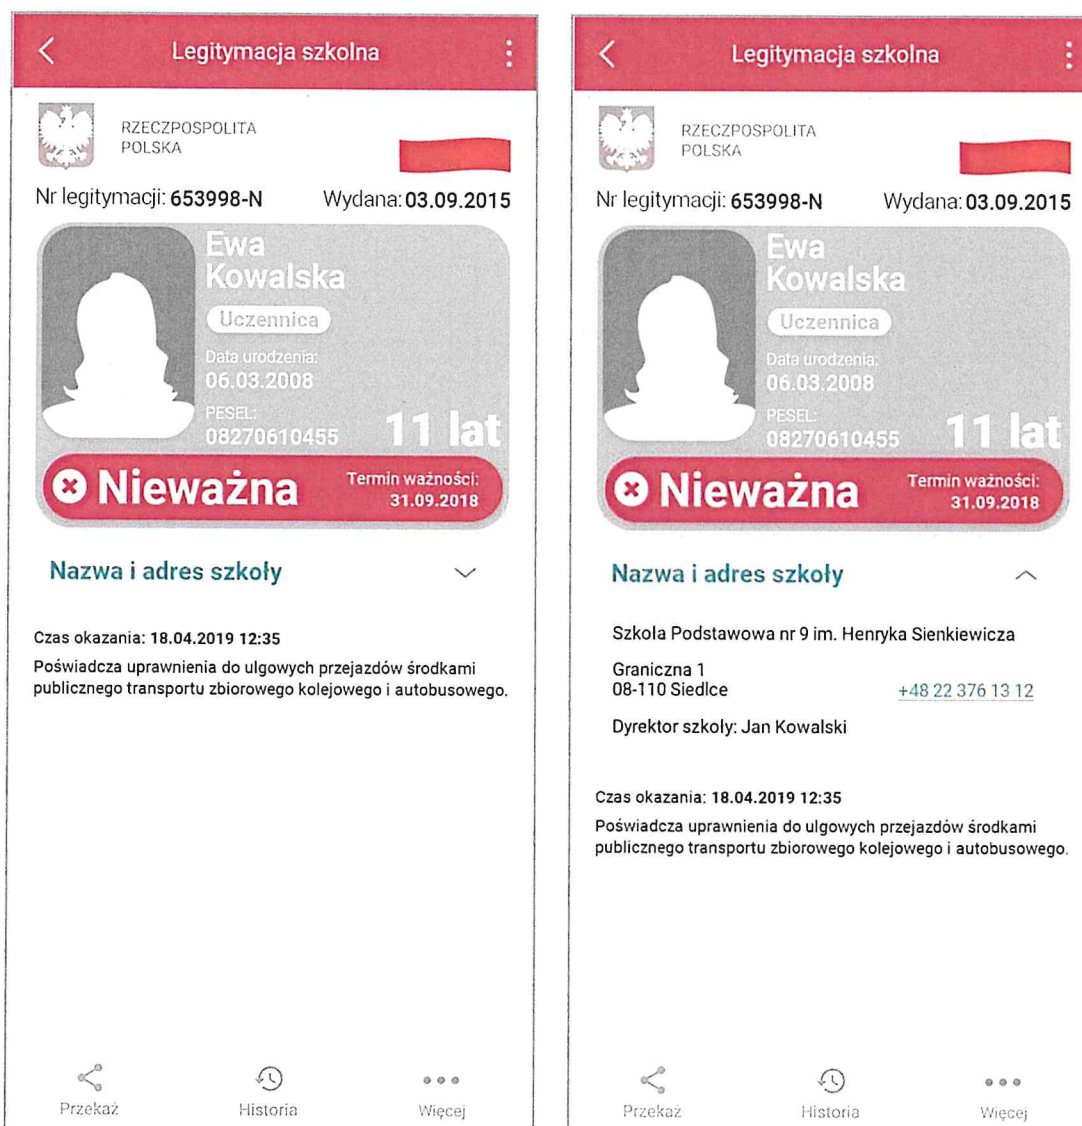 Legitymacja szkolna
RZECZPOSPOLITA
POLSKA
Nr legitymacji: 653998-N Wydana: 03.09.2015
Ewa
Kowalska
Uczennica
Data urodzenia:
06.03.2008
PESEL:
08270610455
11 lat
Nieważna
Termin ważności:
31.09.2018
Nazwa i adres szkoły
Czas okazania: 18.04.2019 12:35
Poświadcza uprawnienia do ulgowych przejazdów środkami
publicznego transportu zbiorowego kolejowego i autobusowego.
Przekaż
Historia
Więcej
Legitymacja szkolna
RZECZPOSPOLITA
POLSKA
Nr legitymacji: 653998-N Wydana: 03.09.2015
Ewa
Kowalska
Uczennica
Data urodzenia:
06.03.2008
PESEL:
08270610455
11 lat
Nieważna
Termin ważności:
31.09.2018
Nazwa i adres szkoły
Szkoła Podstawowa nr 9 im. Henryka Sienkiewicza
Graniczna 1
08-110 Siedlce
+48 22 376 13 12
Dyrektor szkoły: Jan Kowalski
Czas okazania: 18.04.2019 12:35
Poświadcza uprawnienia do ulgowych przejazdów środkami
publicznego transportu zbiorowego kolejowego i autobusowego.
Przekaż
Historia
Więcej